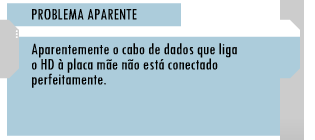 PROBLEMA APARENTE
Aparentemente o cabo de dados que liga
o HD à placa mãe não está conectado
perfeitamente.